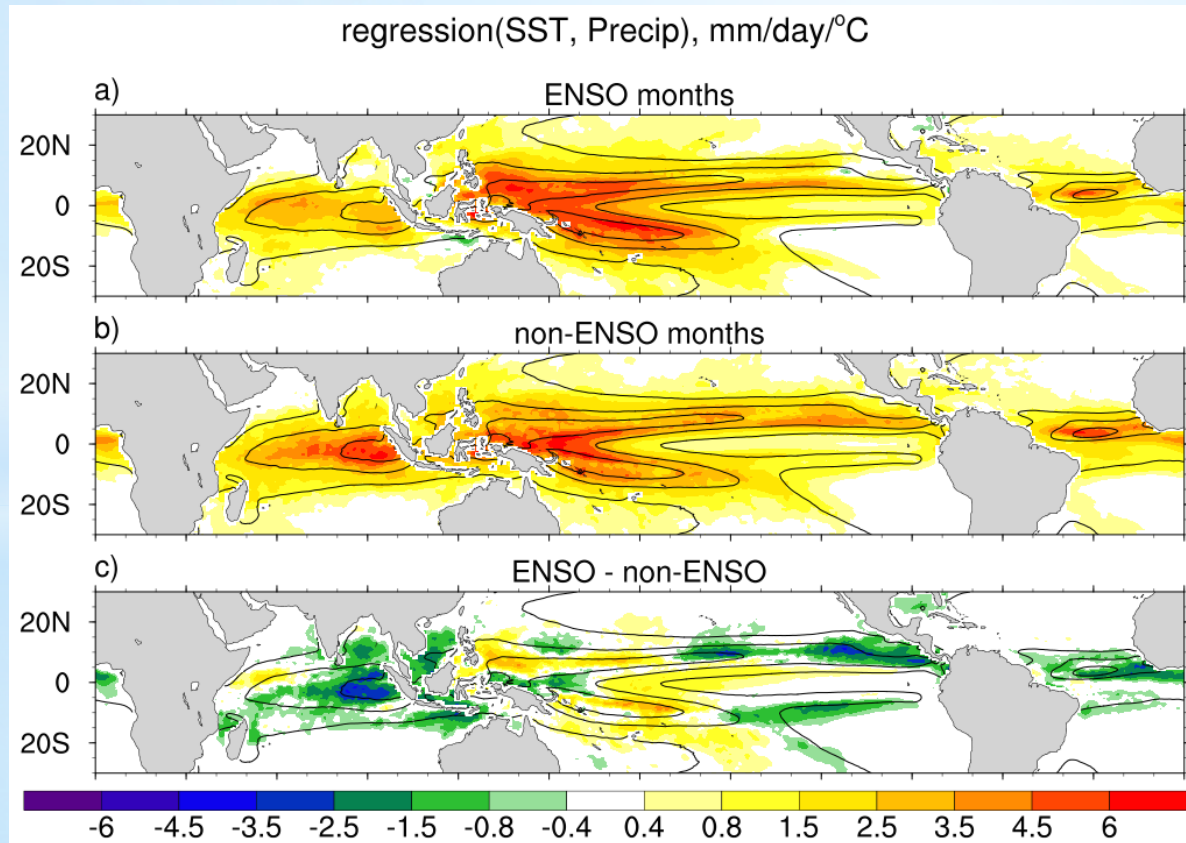 regression(SST, Precip), mm/day/°C
a)
ENSO months
20N
0
20S
b)
non-ENSO months
20N
0
20S
c)
ENSO - non-ENSO
20N
0
20S
-6 -4.5 -3.5 -2.5 -1.5 -0.8 -0.4 0.4 0.8 1.5 2.5 3.5 4.5 6